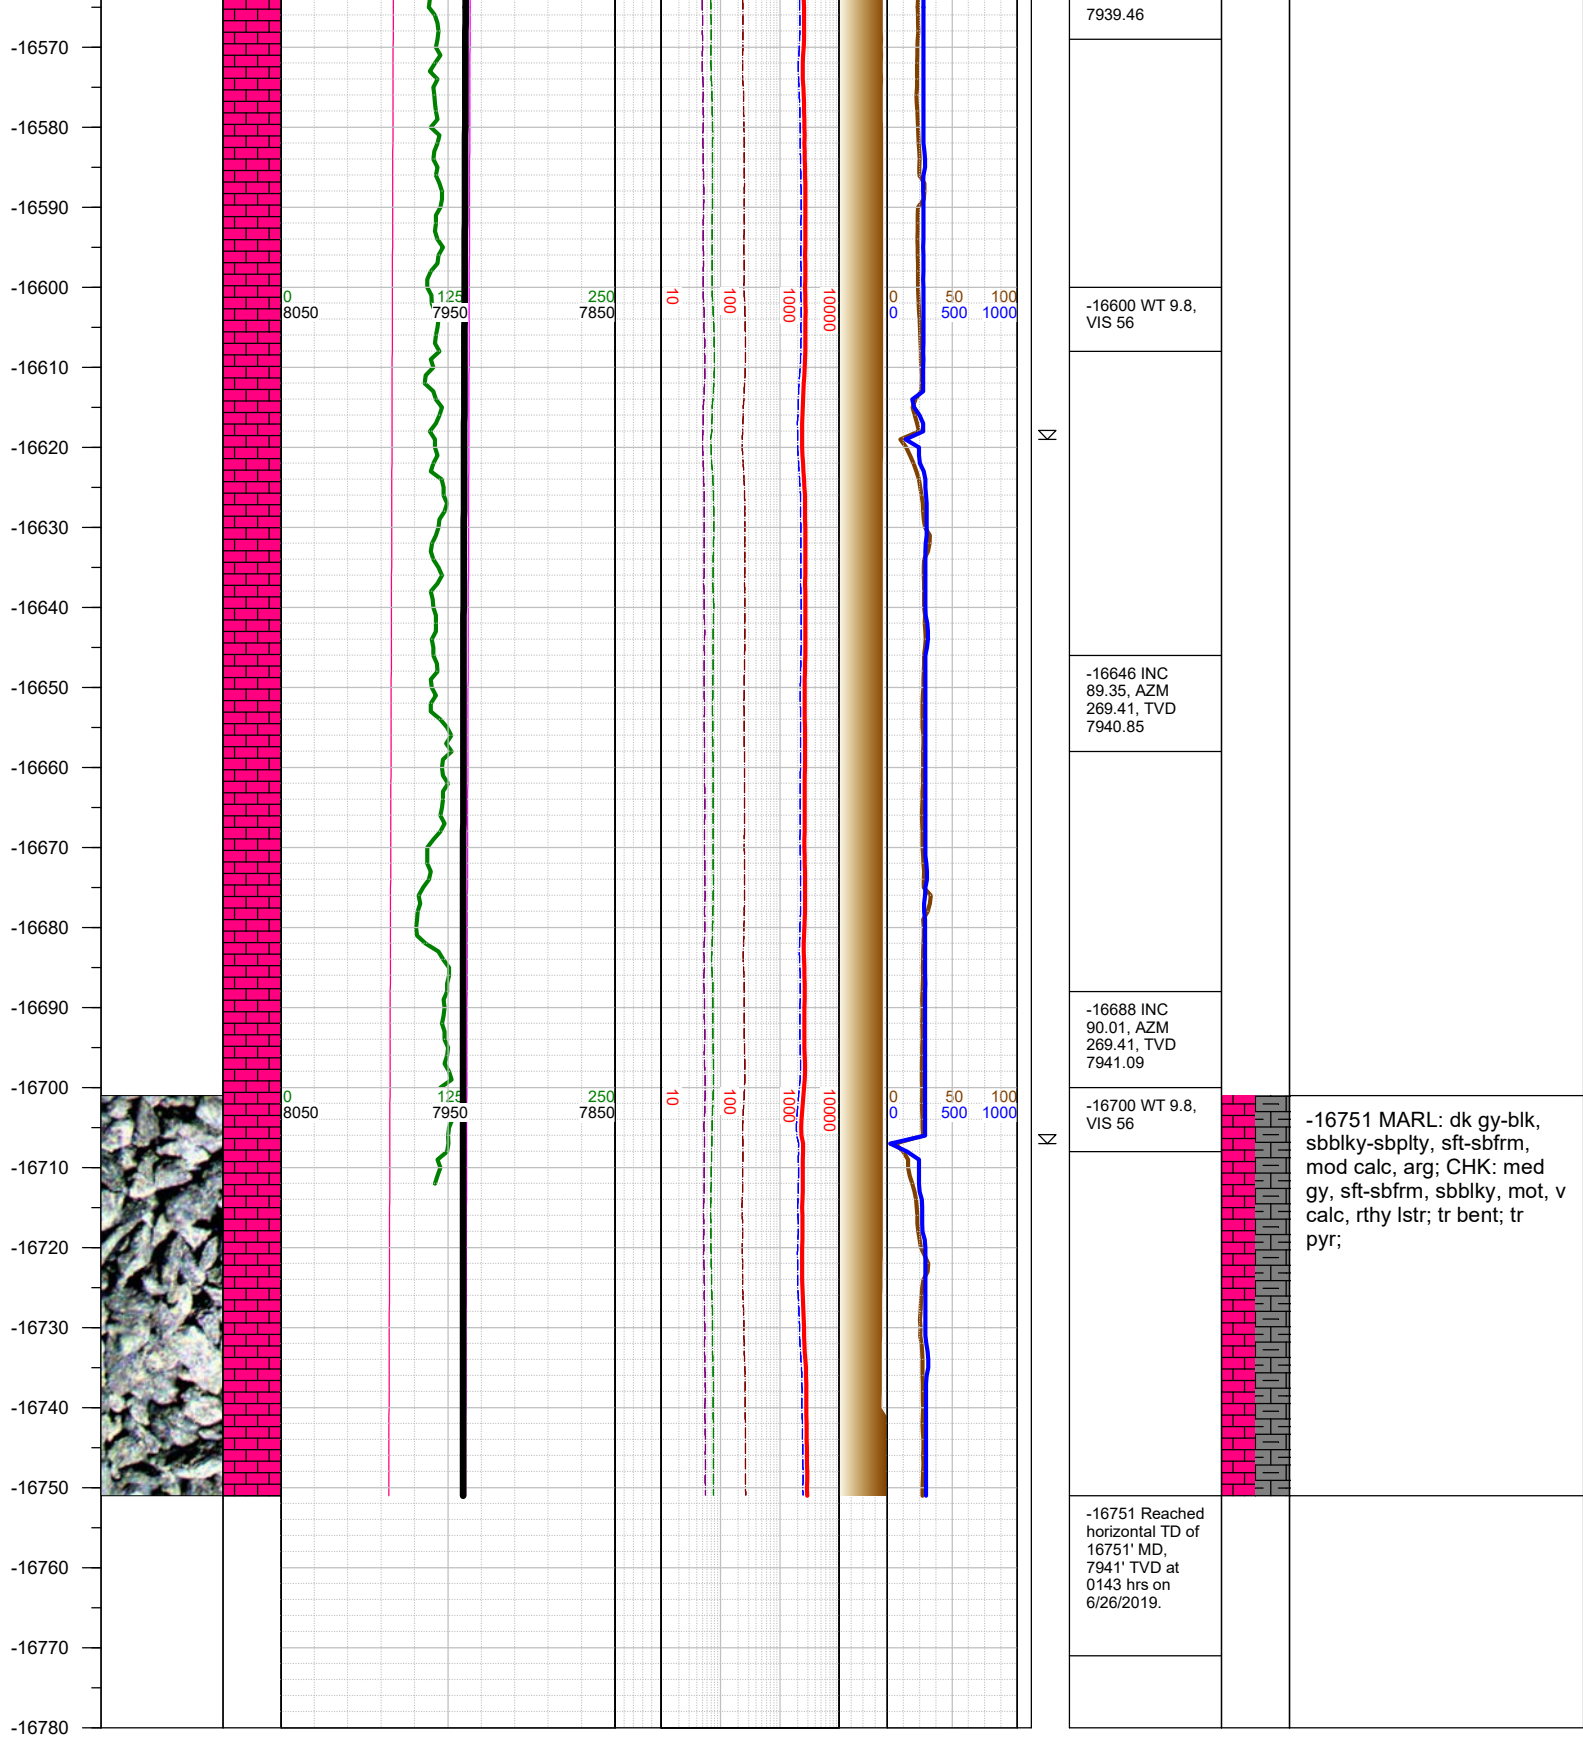 7939.46
-16570
-16580
-16590
-16600
0 125 250
8050 7950 7850
10 100 1000 10000
0 50 100
0 500 1000
-16600 WT 9.8,
VIS 56
-16610
-16620
-16630
-16640
-16650
-16646 INC
89.35, AZM
269.41, TVD
7940.85
-16660
-16670
-16680
-16690
-16688 INC
90.01, AZM
269.41, TVD
7941.09
-16700
0 125 250
8050 7950 7850
10 100 1000 10000
0 50 100
0 500 1000
-16700 WT 9.8,
VIS 56
-16751 MARL: dk gy-blk,
sbblky-sbplty, sft-sbfrm,
mod calc, arg; CHK: med
gy, sft-sbfrm, sbblky, mot, v
calc, rthy lstr; tr bent; tr
pyr;
-16710
-16720
-16730
-16740
-16750
-16751 Reached
horizontal TD of
16751' MD,
7941' TVD at
0143 hrs on
6/26/2019.
-16760
-16770
-16780